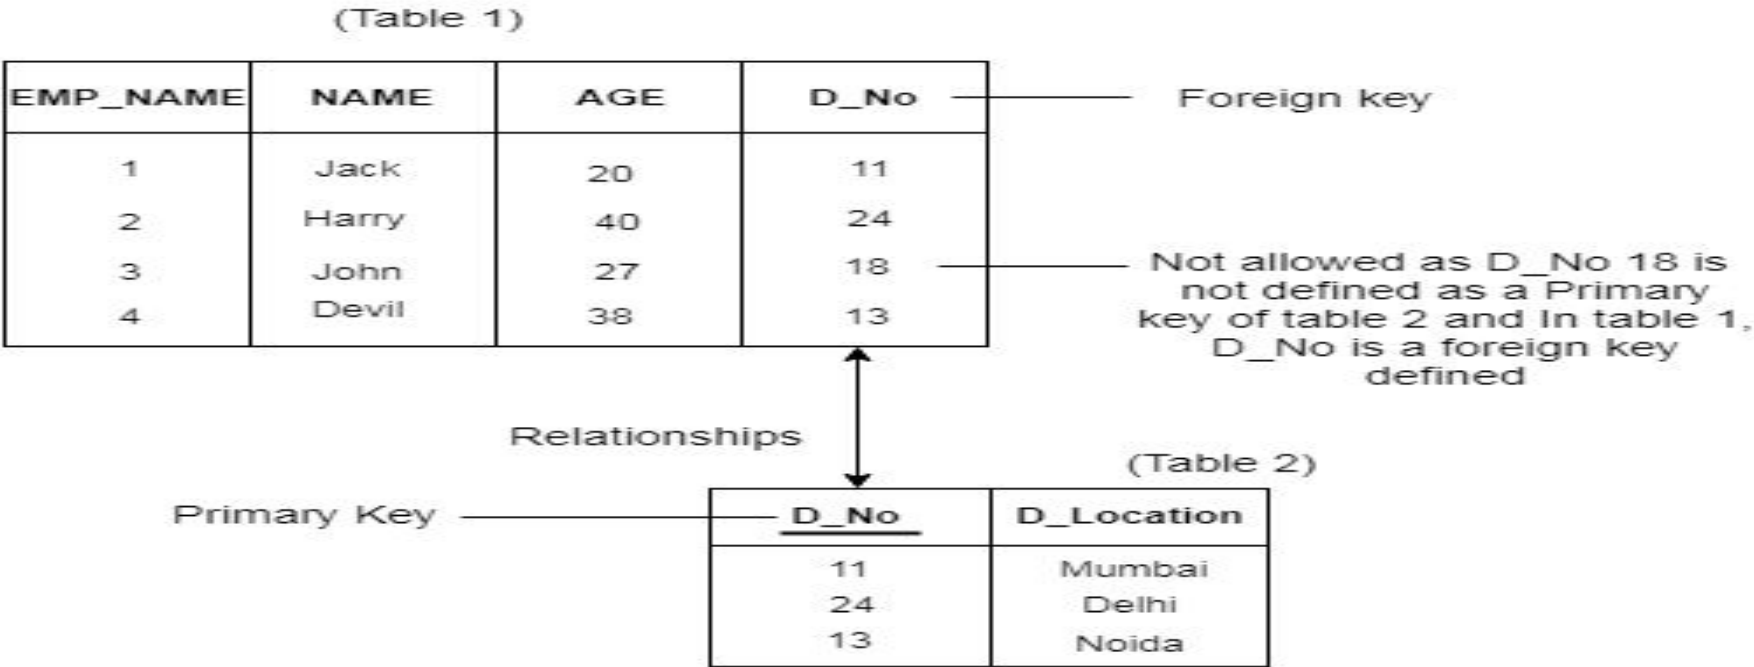 (Table 1)
EMP_NAME NAME AGE D_No Foreign key
1 Jack 20 11
2 Harry 40 24
3 John 27 18
4 Devil 38 13
Not allowed as D_No 18 is
not defined as a Primary
key of table 2 and In table 1,
D_No is a foreign key
defined
Relationships
(Table 2)
Primary Key D_No D_Location
11 Mumbai
24 Delhi
13 Noida